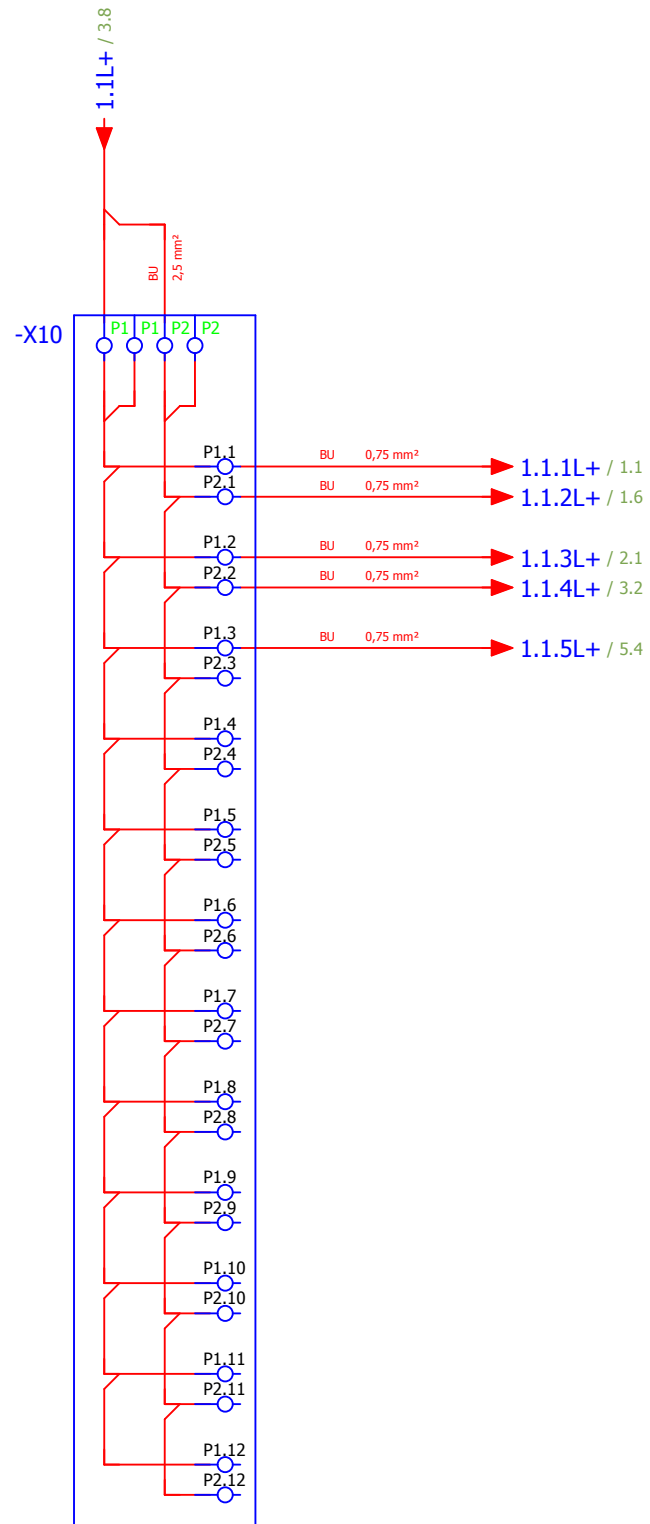 1.1L+ / 3.8
BU 2,5 mm²
-X10
P1 P1 P2 P2
P1.1 BU 0,75 mm² 1.1.1L+ / 1.1
P2.1 BU 0,75 mm² 1.1.2L+ / 1.6
P1.2 BU 0,75 mm² 1.1.3L+ / 2.1
P2.2 BU 0,75 mm² 1.1.4L+ / 3.2
P1.3 BU 0,75 mm² 1.1.5L+ / 5.4
P2.3
P1.4
P2.4
P1.5
P2.5
P1.6
P2.6
P1.7
P2.7
P1.8
P2.8
P1.9
P2.9
P1.10
P2.10
P1.11
P2.11
P1.12
P2.12